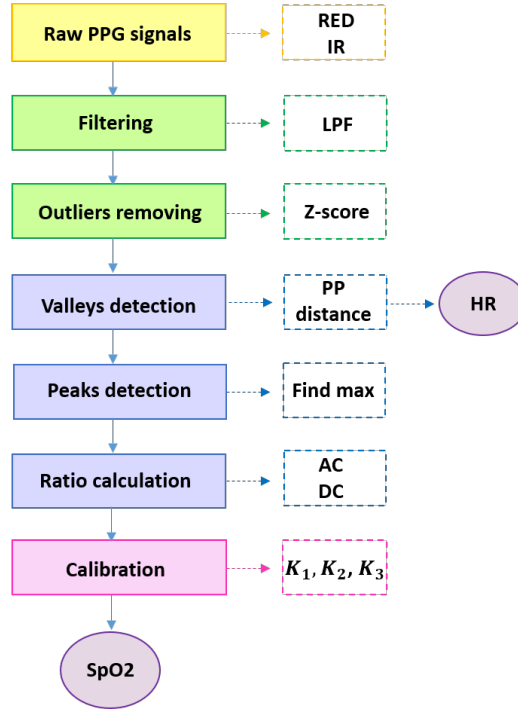 Raw PPG signals
RED
IR
Filtering
LPF
Outliers removing
Z-score
Valleys detection
PP
distance
HR
Peaks detection
Find max
Ratio calculation
AC
DC
Calibration
K₁, K₂, K₃
SpO2